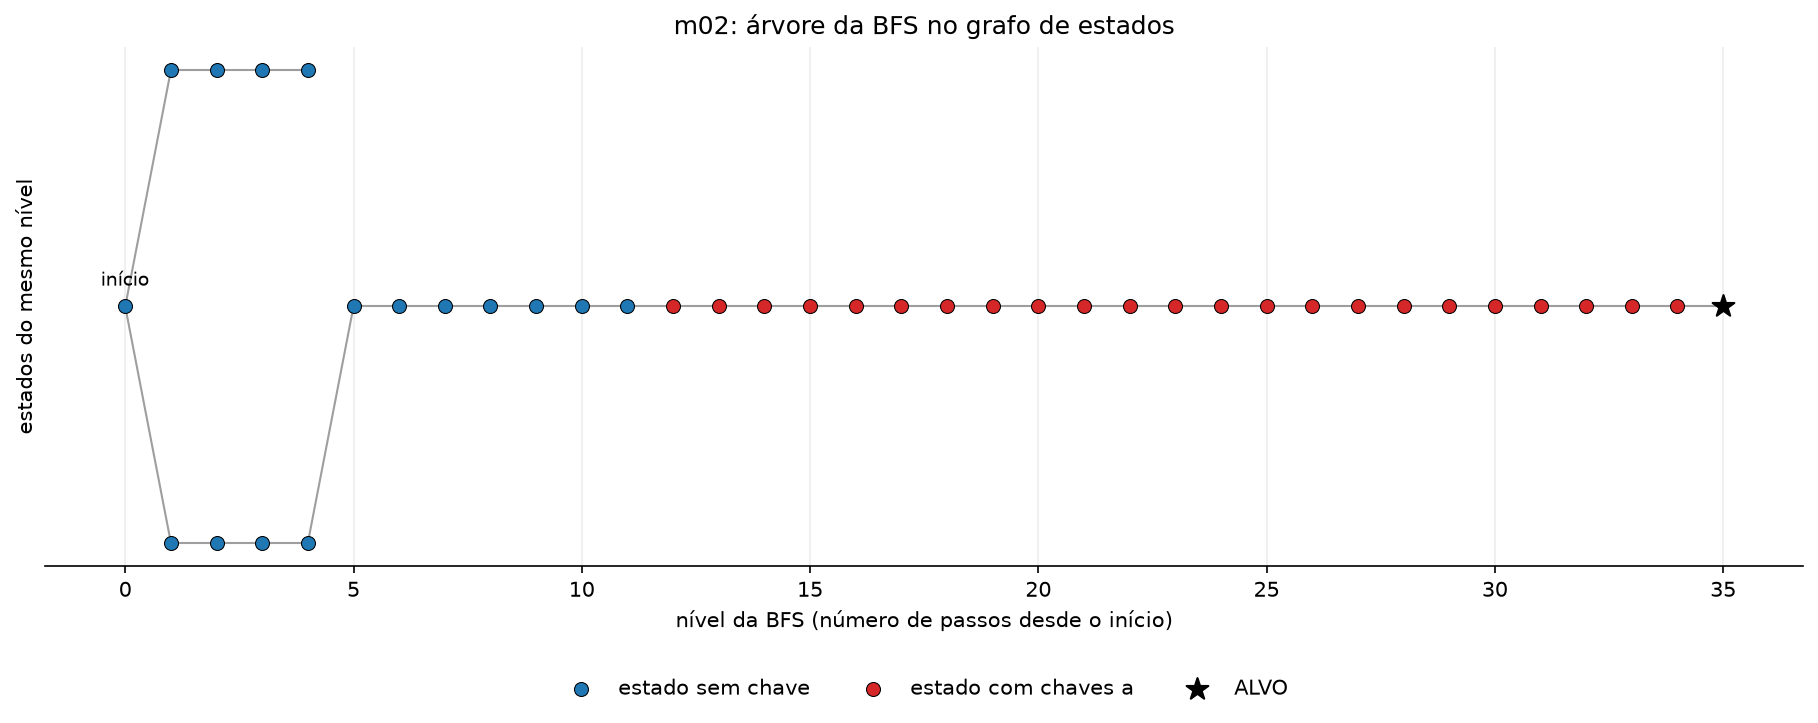 m02: árvore da BFS no grafo de estados
estados do mesmo nível
início
0 5 10 15 20 25 30 35
nível da BFS (número de passos desde o início)
estado sem chave estado com chaves a ALVO